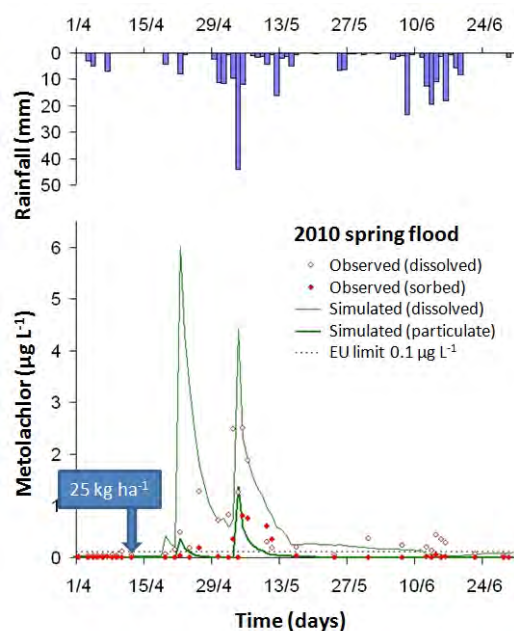 1/4 15/4 29/4 13/5 27/5 10/6 24/6
Rainfall (mm)
0
10
20
30
40
50
2010 spring flood
Observed (dissolved)
Observed (sorbed)
Simulated (dissolved)
Simulated (particulate)
EU limit 0.1 µg L⁻¹
Metolachlor (µg L⁻¹)
6
5
4
3
2
1
0
25 kg ha⁻¹
1/4 15/4 29/4 13/5 27/5 10/6 24/6
Time (days)